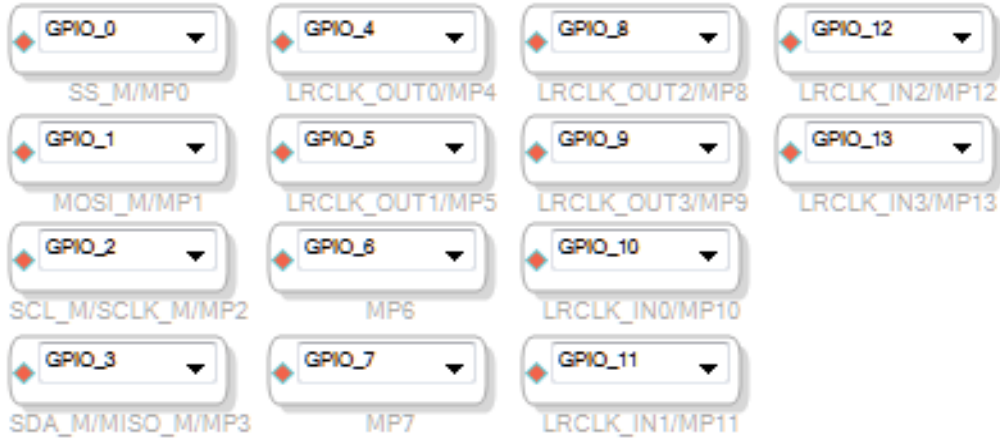 GPIO_0
SS_M/MP0
GPIO_1
MOSI_M/MP1
GPIO_2
SCL_M/SCLK_M/MP2
GPIO_3
SDA_M/MISO_M/MP3
GPIO_4
LRCLK_OUT0/MP4
GPIO_5
LRCLK_OUT1/MP5
GPIO_6
MP6
GPIO_7
MP7
GPIO_8
LRCLK_OUT2/MP8
GPIO_9
LRCLK_OUT3/MP9
GPIO_10
LRCLK_IN0/MP10
GPIO_11
LRCLK_IN1/MP11
GPIO_12
LRCLK_IN2/MP12
GPIO_13
LRCLK_IN3/MP13